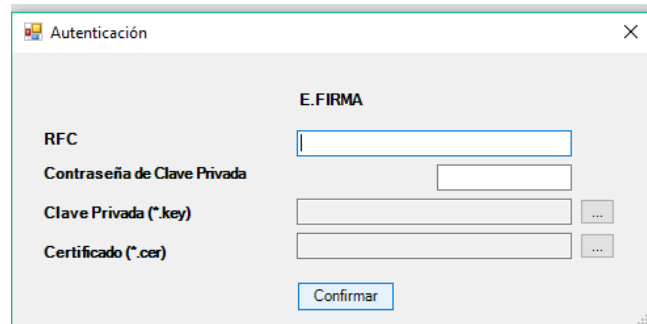 Autenticación
E.FIRMA
RFC
Contraseña de Clave Privada
Clave Privada (*.key)
...
Certificado (*.cer)
...
Confirmar